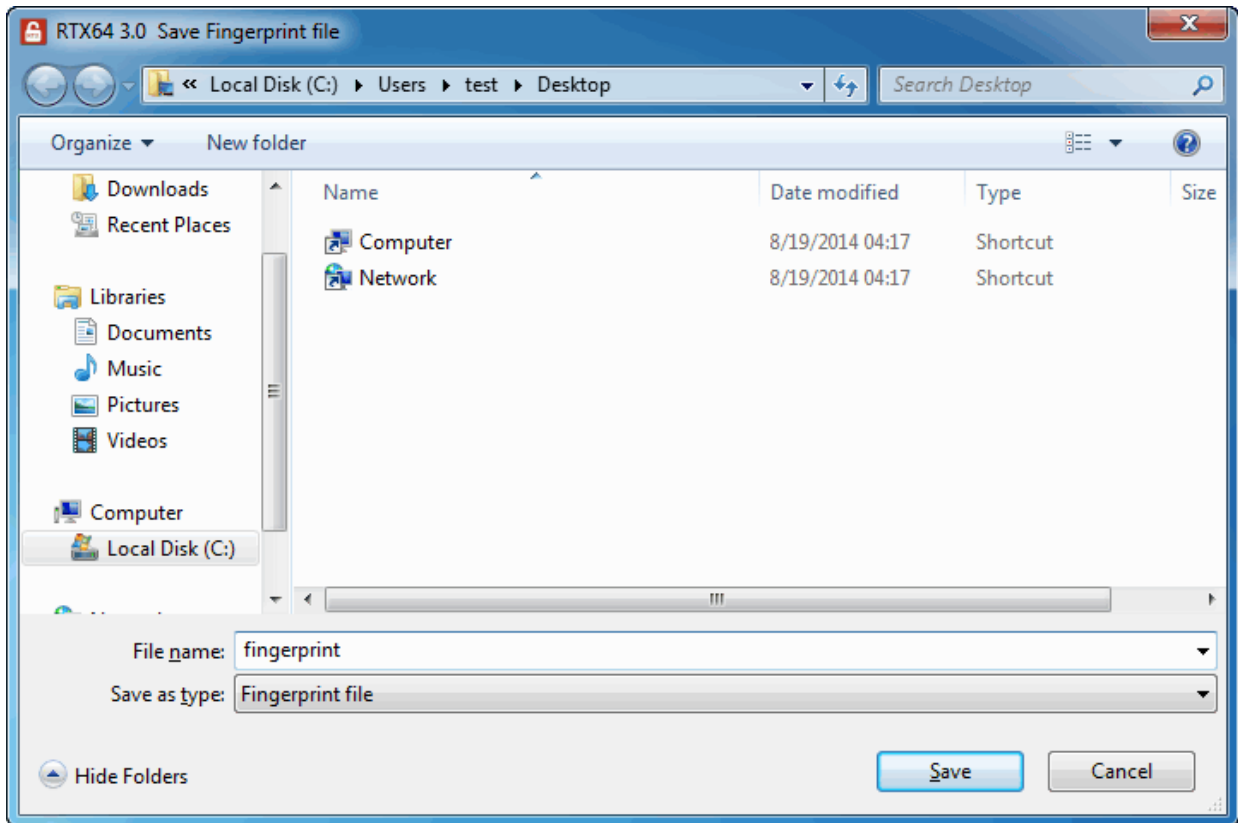 RTX64 3.0 Save Fingerprint file
« Local Disk (C:) Users test Desktop
Search Desktop
Organize New folder
Name Date modified Type Size
Downloads
Recent Places
Computer 8/19/2014 04:17 Shortcut
Network 8/19/2014 04:17 Shortcut
Libraries
Documents
Music
Pictures
Videos
Computer
Local Disk (C:)
File name: fingerprint
Save as type: Fingerprint file
Hide Folders
Save Cancel